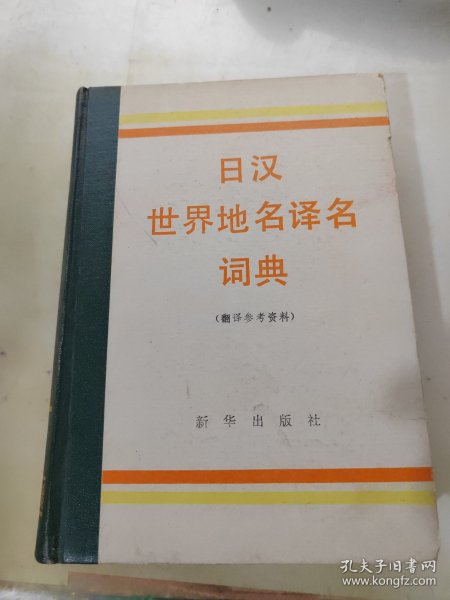 日汉
世界地名译名
词典
（翻译参考资料）
新华出版社
孔夫子旧书网
www.kongfz.com